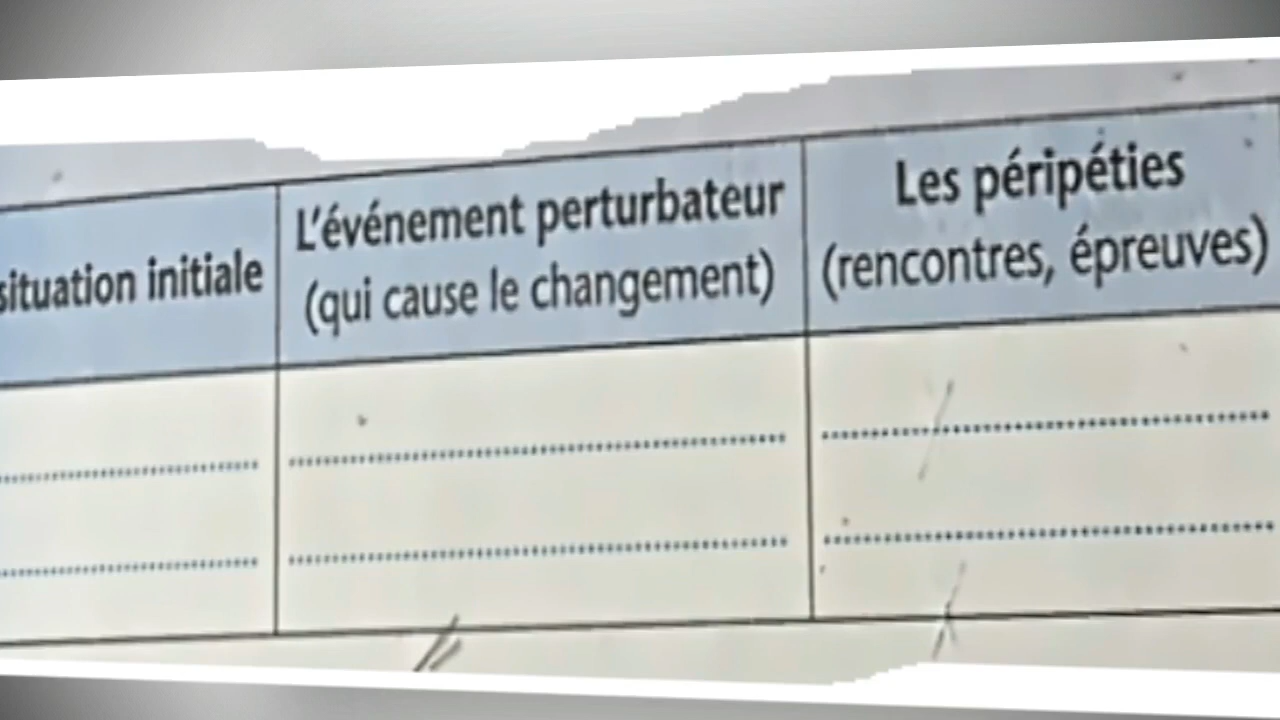 situation initiale
L'événement perturbateur
(qui cause le changement)
Les péripéties
(rencontres, épreuves)